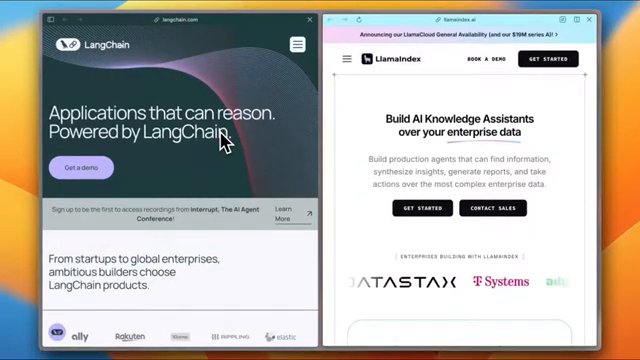 langchain.com
LangChain
Applications that can reason.
Powered by LangChain.
Get a demo
Sign up to be the first to access recordings from Interrupt, The AI Agent
Conference!
Learn
More
From startups to global enterprises,
ambitious builders choose
LangChain products.
ally
Rakuten
Klarna
RIPPLING
elastic
llamaindex.ai
Announcing our LlamaCloud General Availability (and our $19M series A)!
LlamaIndex
BOOK A DEMO
GET STARTED
Build AI Knowledge Assistants
over your enterprise data
Build production agents that can find information,
synthesize insights, generate reports, and take
actions over the most complex enterprise data.
GET STARTED
CONTACT SALES
[ ENTERPRISES BUILDING WITH LLAMAINDEX ]
DATASTAX
T Systems